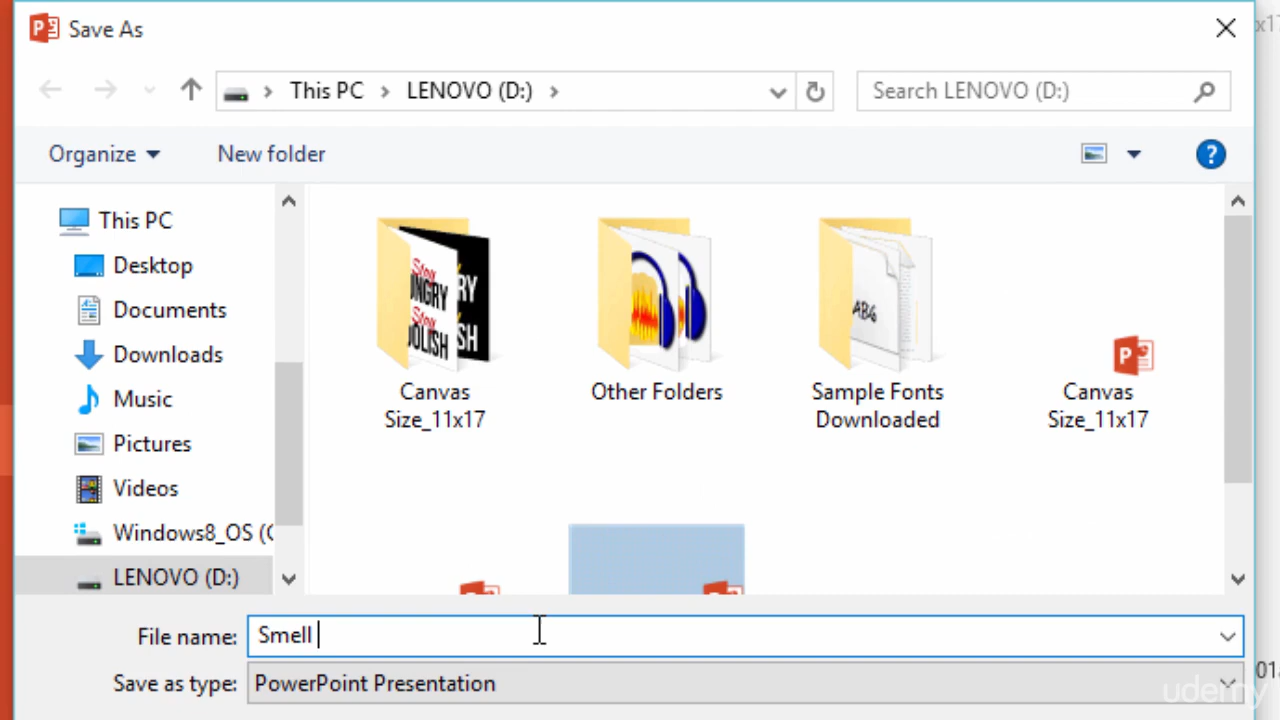 Save As
This PC
LENOVO (D:)
Search LENOVO (D:)
Organize
New folder
This PC
Desktop
Documents
Downloads
Music
Pictures
Videos
Windows8_OS (
LENOVO (D:)
Canvas
Size_11x17
Other Folders
Sample Fonts
Downloaded
Canvas
Size_11x17
File name: Smell
Save as type: PowerPoint Presentation
udemy